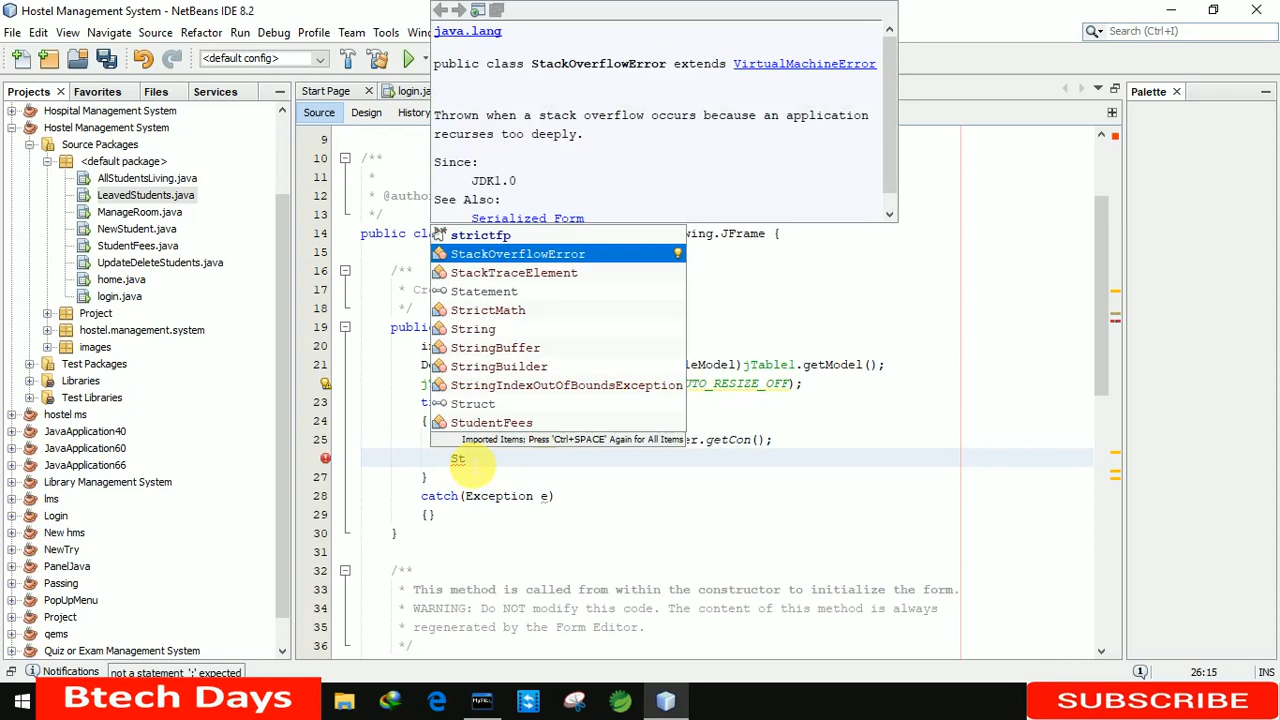 Hostel Management System - NetBeans IDE 8.2
File Edit View Navigate Source Refactor Run Debug Profile Team Tools
Search (Ctrl+I)
<default config>
Projects Favorites Files Services
Hospital Management System
Hostel Management System
Source Packages
<default package>
AllStudentsLiving.java
LeavedStudents.java
ManageRoom.java
NewStudent.java
StudentFees.java
UpdateDeleteStudents.java
home.java
login.java
Project
hostel.management.system
images
Test Packages
Libraries
Test Libraries
hostel ms
JavaApplication40
JavaApplication60
JavaApplication66
Library Management System
lms
Login
New hms
NewTry
PanelJava
Passing
PopUpMenu
Project
qems
Quiz or Exam Management System
Start Page
Source Design History
java.lang
public class StackOverflowError extends VirtualMachineError
.
Thrown when a stack overflow occurs because an application
recurses too deeply.
Since:
JDK1.0
See Also:
Serialized Form
strictfp
StackOverflowError
StackTraceElement
Statement
StrictMath
String
StringBuffer
StringBuilder
StringIndexOutOfBoundsException
Struct
StudentFees
Imported Items; Press 'Ctrl+SPACE' Again for All Items
Palette
9
10 /**
11 *
12
13 */
14
15
16 /**
17
18 */
19
20
21 jTable1.getModel();
22
23
24 {
25
St
27 }
28 catch(Exception e)
29 {}
30 }
31
32 /**
33 * This method is called from within the constructor to initialize the form.
34 * WARNING: Do NOT modify this code. The content of this method is always
35 * regenerated by the Form Editor.
36 */
Notifications not a statement ';' expected
26:15 INS
Btech Days
SUBSCRIBE